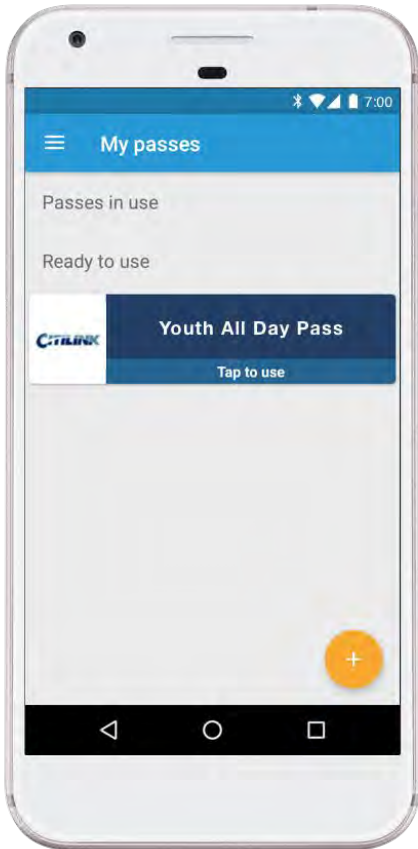 7:00
My passes
Passes in use
Ready to use
CITILINK
Youth All Day Pass
Tap to use
+